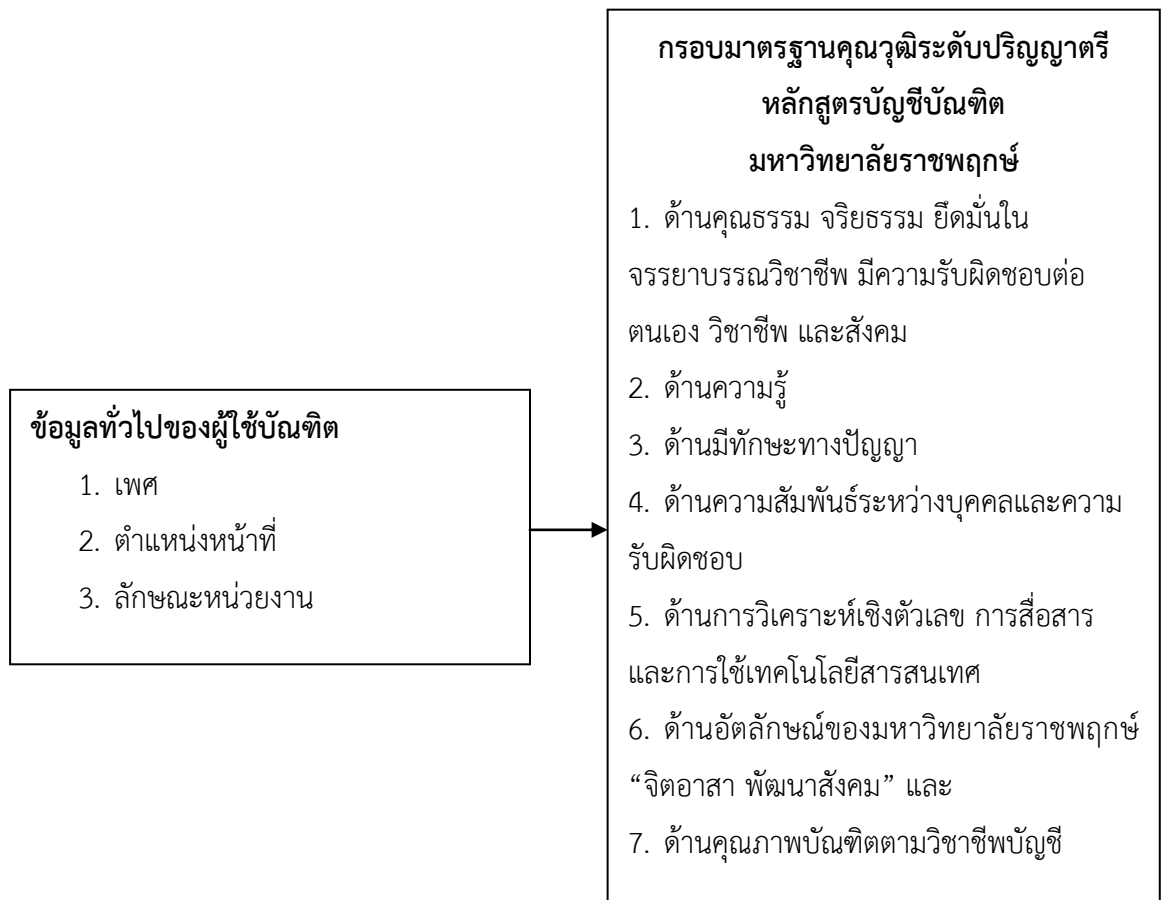 ข้อมูลทั่วไปของผู้ใช้บัณฑิต
1. เพศ
2. ตำแหน่งหน้าที่
3. ลักษณะหน่วยงาน
กรอบมาตรฐานคุณวุฒิระดับปริญญาตรี
หลักสูตรบัญชีบัณฑิต
มหาวิทยาลัยราชพฤกษ์
1. ด้านคุณธรรม จริยธรรม ยึดมั่นใน
จรรยาบรรณวิชาชีพ มีความรับผิดชอบต่อ
ตนเอง วิชาชีพ และสังคม
2. ด้านความรู้
3. ด้านมีทักษะทางปัญญา
4. ด้านความสัมพันธ์ระหว่างบุคคลและความ
รับผิดชอบ
5. ด้านการวิเคราะห์เชิงตัวเลข การสื่อสาร
และการใช้เทคโนโลยีสารสนเทศ
6. ด้านอัตลักษณ์ของมหาวิทยาลัยราชพฤกษ์
“จิตอาสา พัฒนาสังคม” และ
7. ด้านคุณภาพบัณฑิตตามวิชาชีพบัญชี